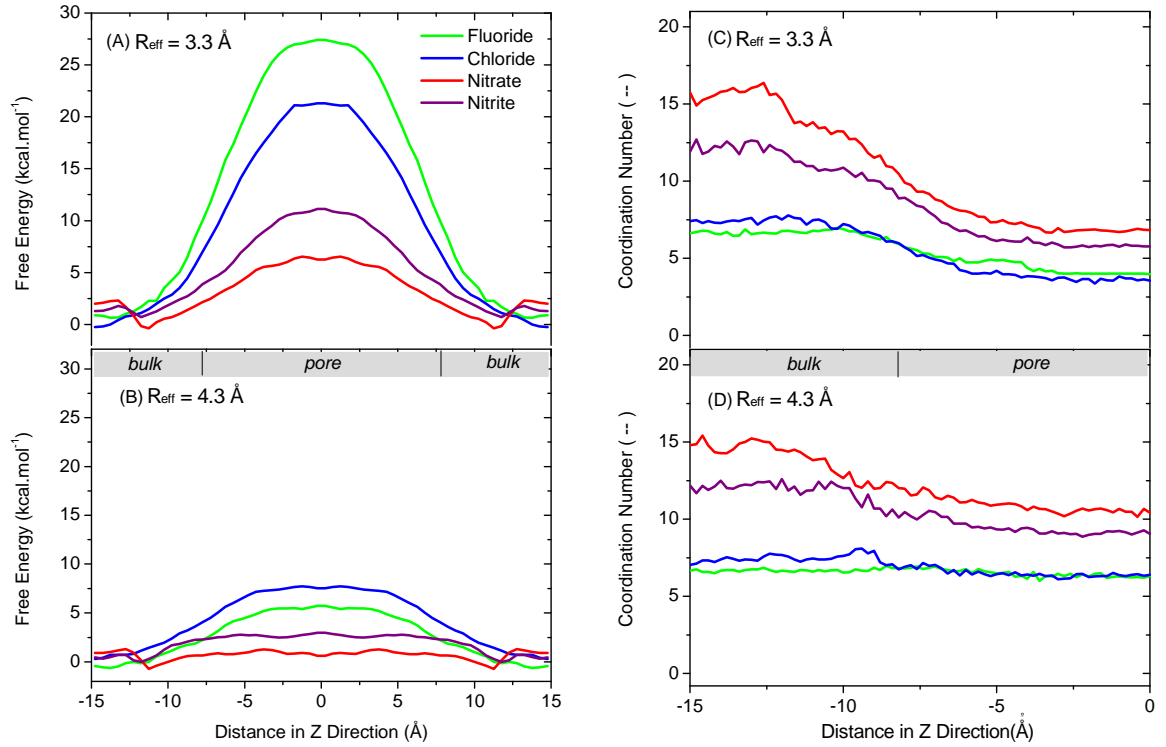 (A) Reff = 3.3 Å
Fluoride
Chloride
Nitrate
Nitrite
30
25
20
15
10
5
0
Free Energy (kcal.mol-1)
bulk pore bulk
(B) Reff = 4.3 Å
30
25
20
15
10
5
0
Free Energy (kcal.mol-1)
-15 -10 -5 0 5 10 15
Distance in Z Direction (Å)
(C) Reff = 3.3 Å
20
15
10
5
0
Coordination Number ( -- )
bulk pore
(D) Reff = 4.3 Å
20
15
10
5
0
Coordination Number ( -- )
-15 -10 -5 0
Distance in Z Direction(Å)